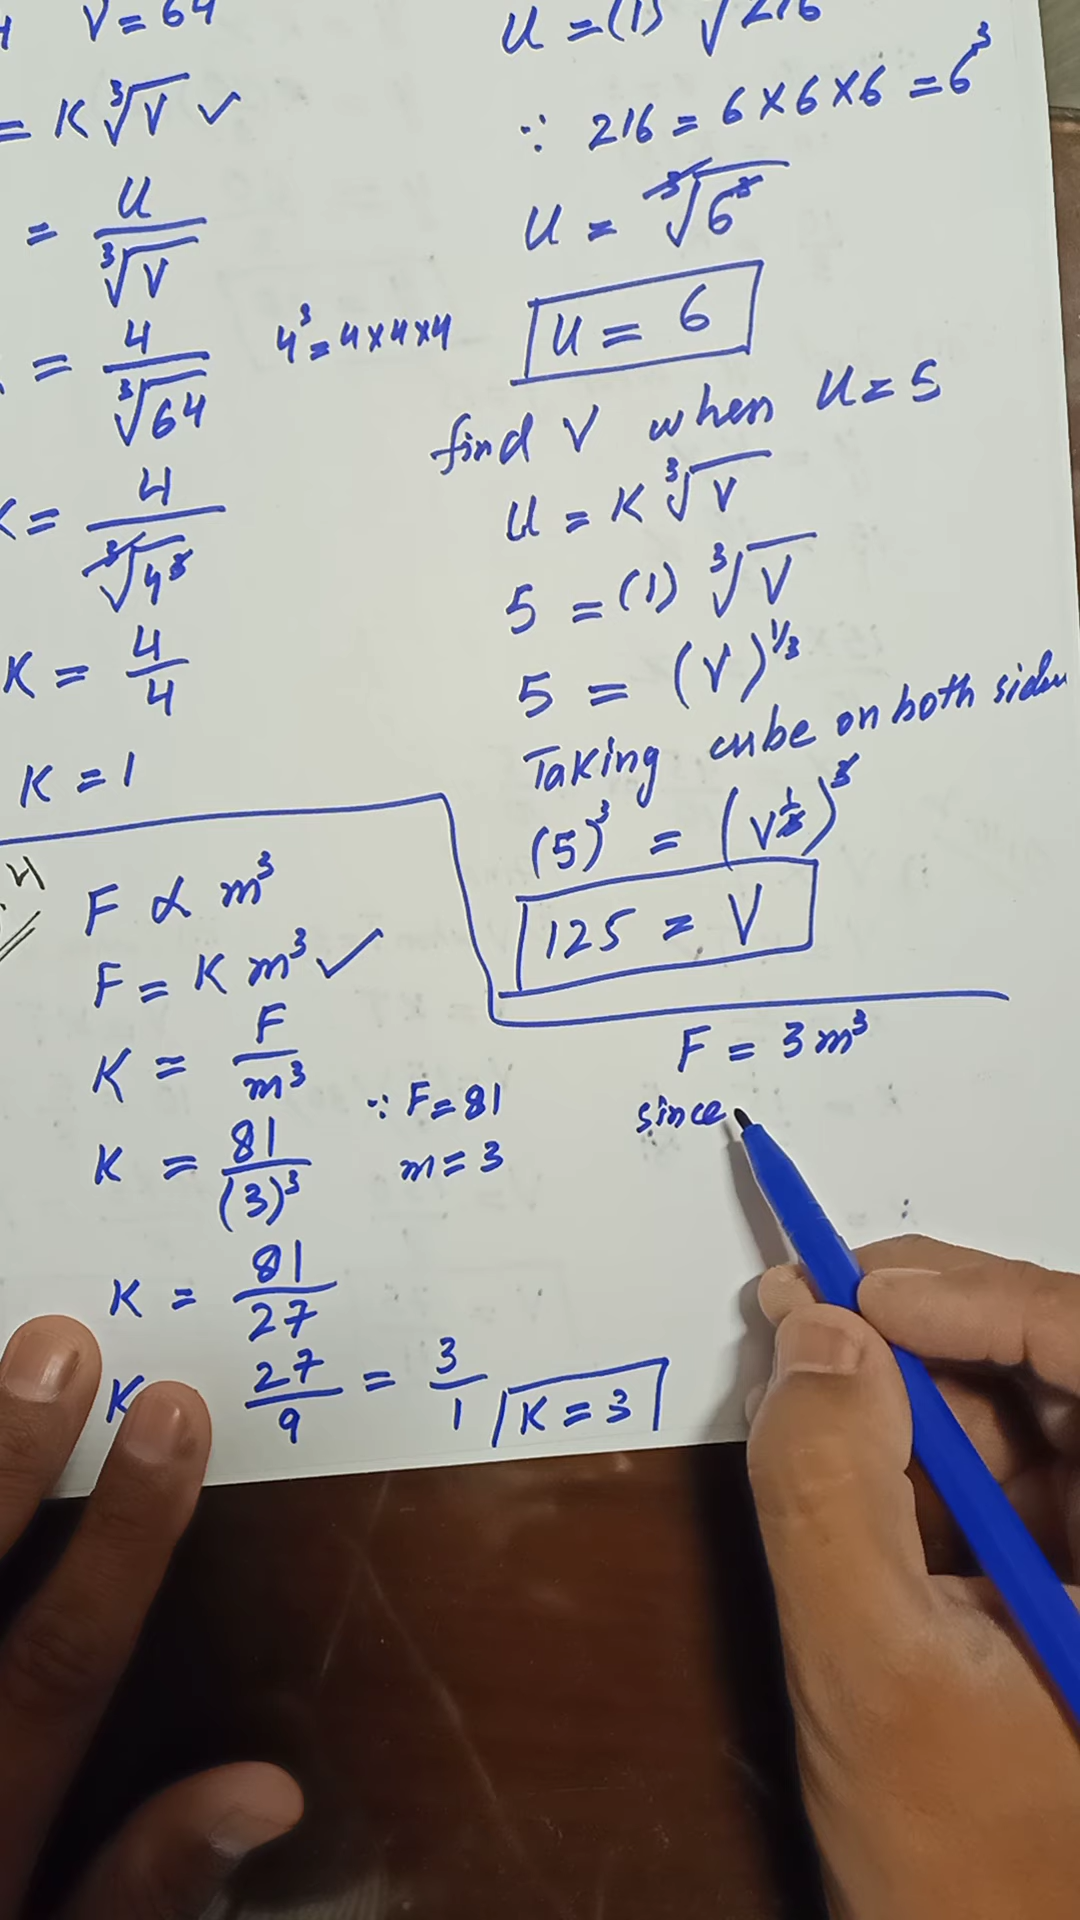 V = 64
= K ∛V ✓
= U / ∛V
= 4 / ∛64
4³ = 4 × 4 × 4
K = 4 / ∛4³
K = 4/4
K = 1
U = (1) √216
∵ 216 = 6 × 6 × 6 = 6³
U = ∛6³
U = 6
find V when U = 5
U = K ∛V
5 = (1) ∛V
5 = (V)^1/3
Taking cube on both sides
(5)³ = (V^1/3)³
125 = V
F ∝ m³
F = K m³ ✓
K = F / m³
K = 81 / (3)³
∵ F = 81
m = 3
K = 81 / 27
K 27/9 = 3/1
K = 3
F = 3m³
since